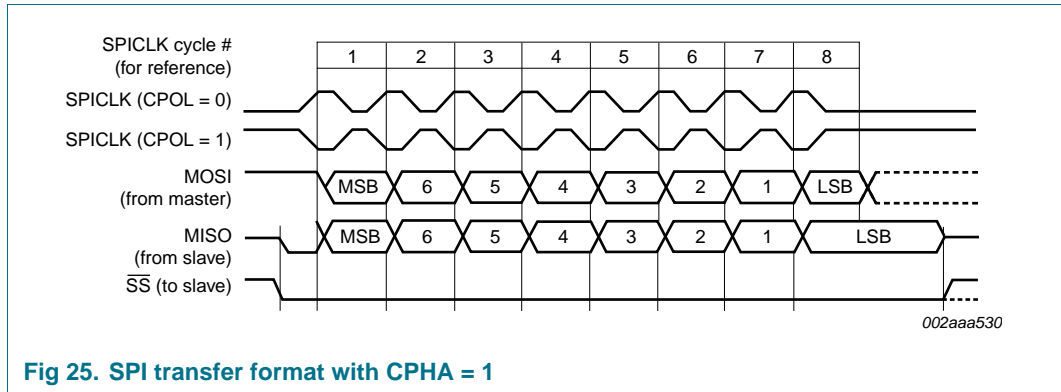 SPICLK cycle #
(for reference)
1 2 3 4 5 6 7 8
SPICLK (CPOL = 0)
SPICLK (CPOL = 1)
MOSI
(from master)
MSB 6 5 4 3 2 1 LSB
MISO
(from slave)
MSB 6 5 4 3 2 1 LSB
SS (to slave)
002aaa530
Fig 25. SPI transfer format with CPHA = 1